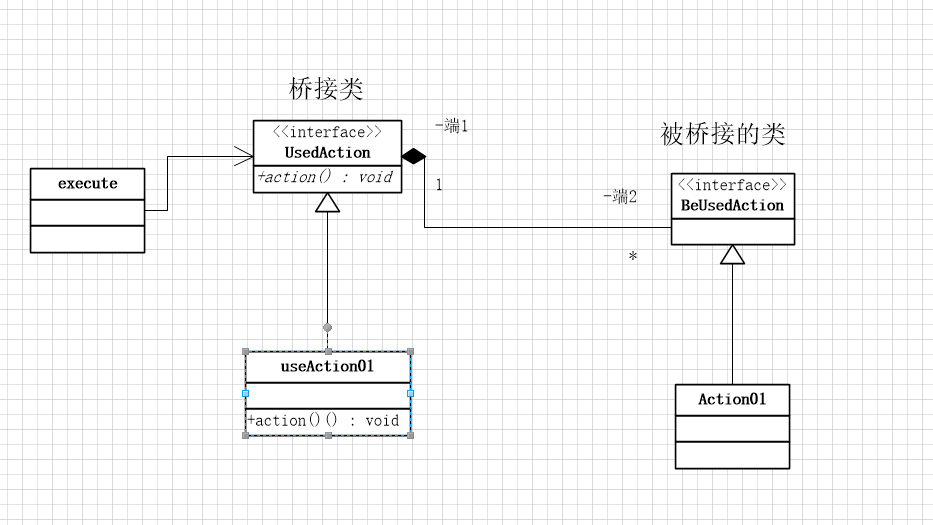 桥接类
-端1
被桥接的类
<<interface>>
UsedAction
+action() : void
execute
1
-端2
<<interface>>
BeUsedAction
*
useAction01
+action()() : void
Action01